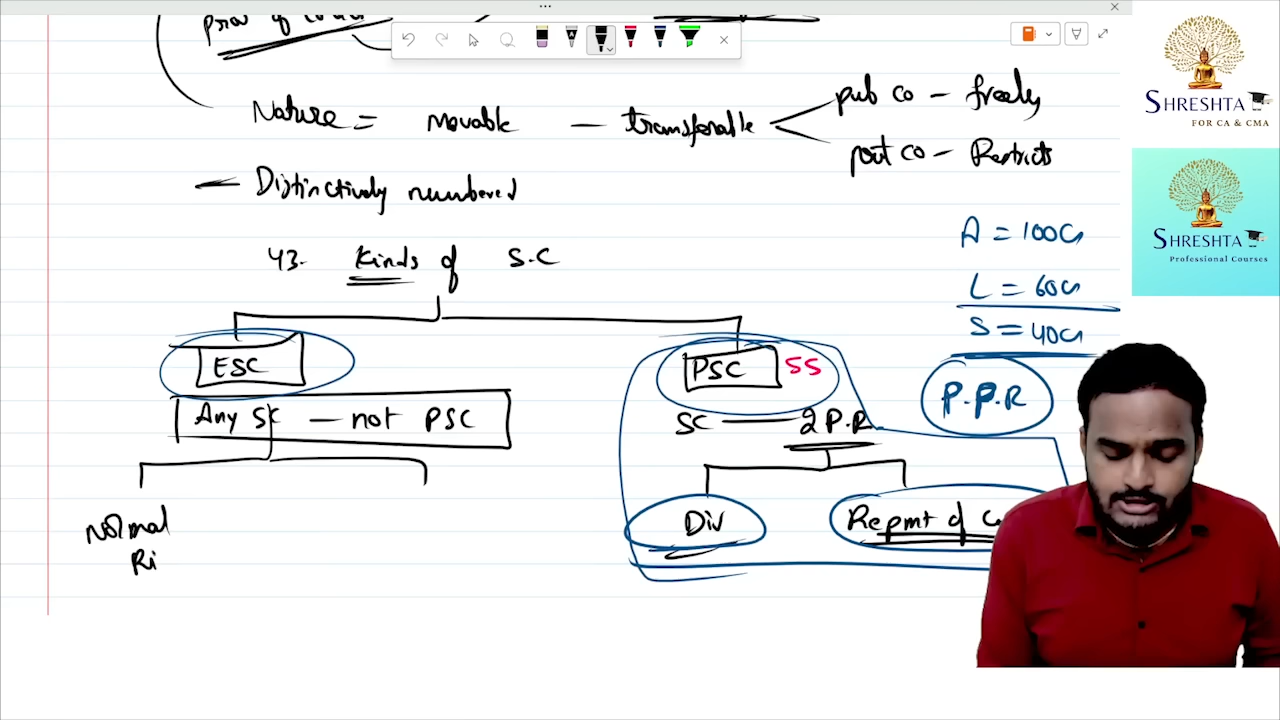 Nature = movable — transferable
pub co — freely
pvt co — Restricts
— Distinctively numbered
43. Kinds of S.C
A = 100Cr
L = 60Cr
S = 40Cr
ESC
PSC SS
P.P.R
Any SC — not PSC
SC — 2 P.R
Normal
Ri
Div
Repmt of C
SHRESHTA
FOR CA & CMA
SHRESHTA
Professional Courses